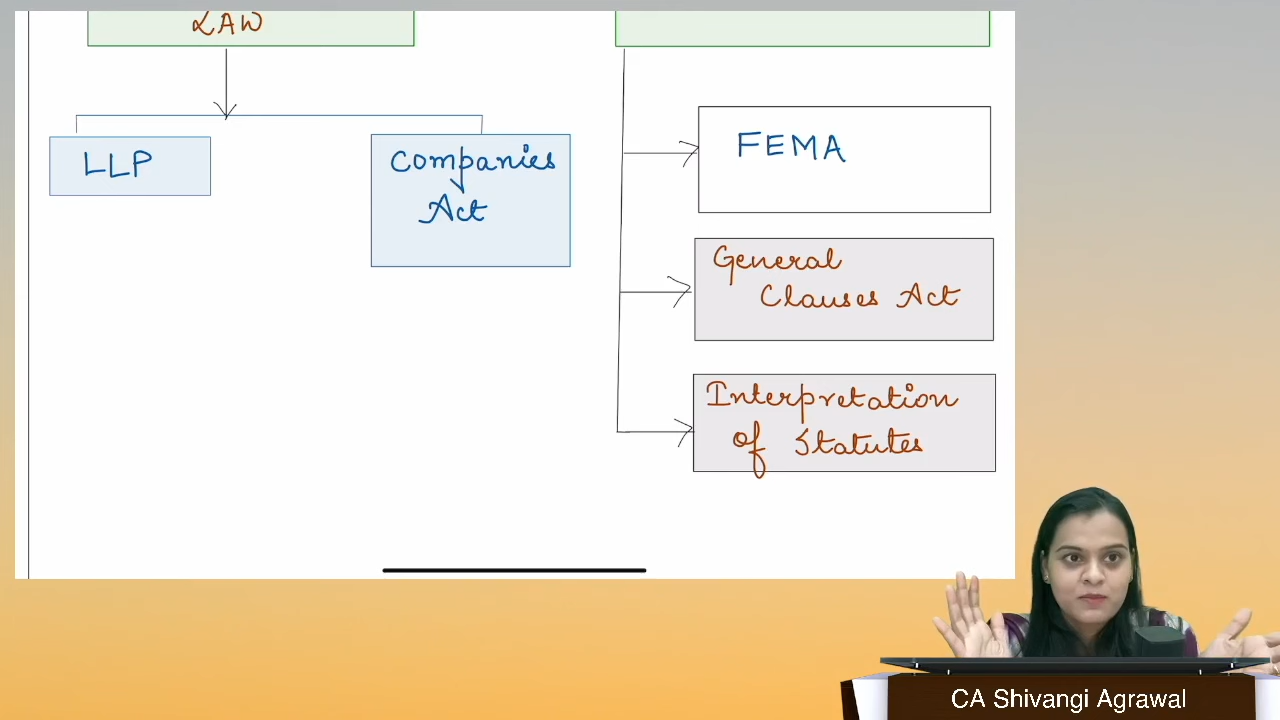 LAW
LLP
Companies
Act
FEMA
General
Clauses Act
Interpretation
of Statutes
CA Shivangi Agrawal